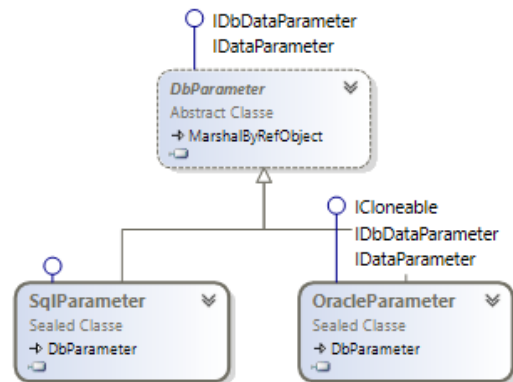 IDbDataParameter
IDataParameter
DbParameter
Abstract Classe
MarshalByRefObject
ICloneable
IDbDataParameter
IDataParameter
SqlParameter
Sealed Classe
DbParameter
OracleParameter
Sealed Classe
DbParameter